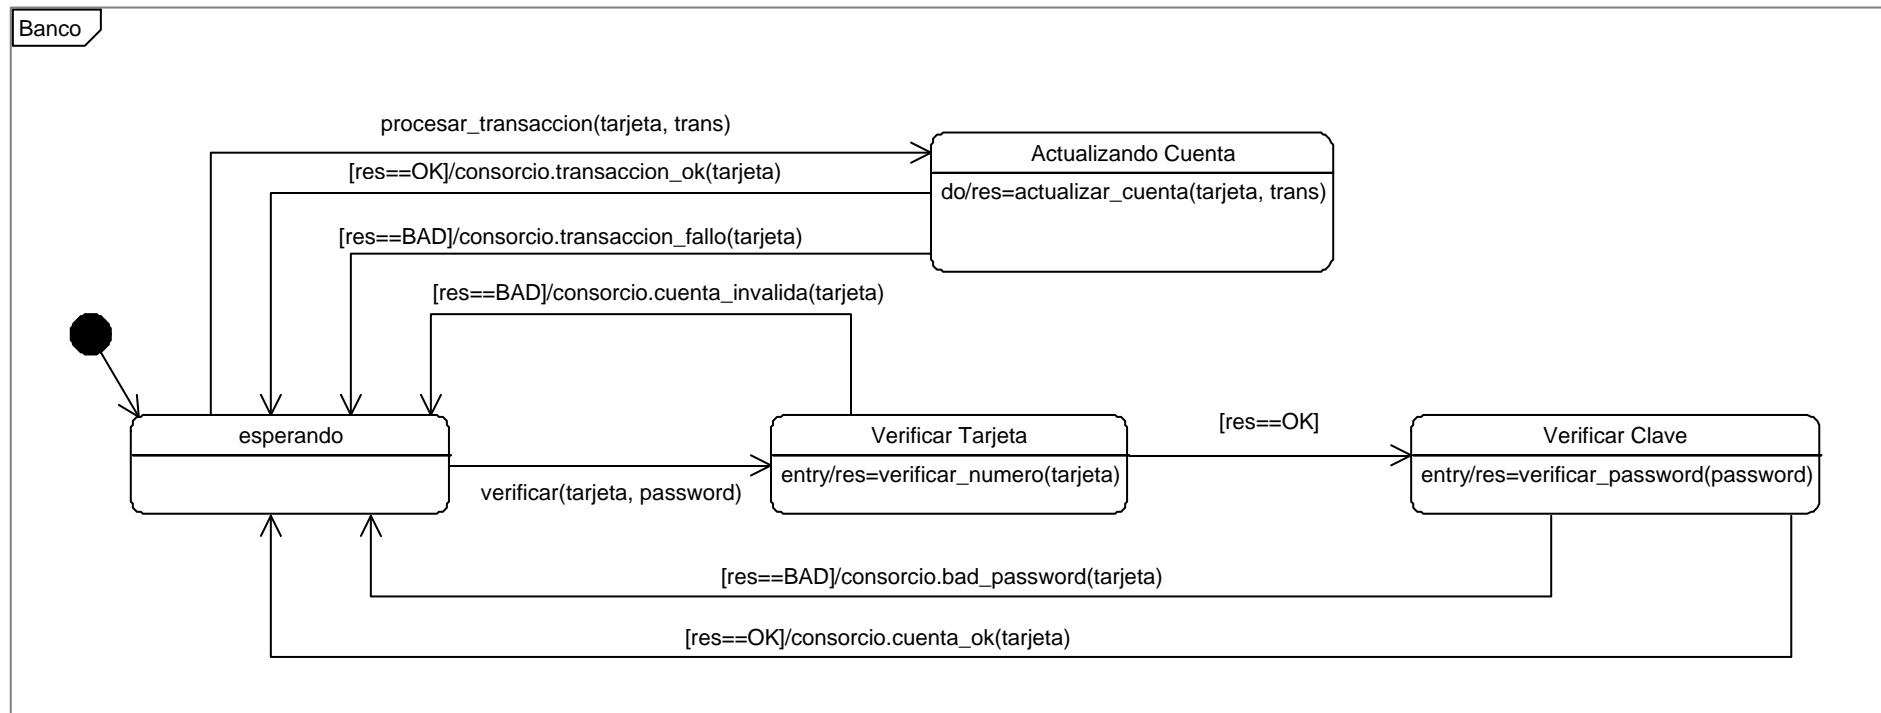 Banco
procesar_transaccion(tarjeta, trans)
Actualizando Cuenta
[res==OK]/consorcio.transaccion_ok(tarjeta)
do/res=actualizar_cuenta(tarjeta, trans)
[res==BAD]/consorcio.transaccion_fallo(tarjeta)
[res==BAD]/consorcio.cuenta_invalida(tarjeta)
esperando
Verificar Tarjeta
[res==OK]
Verificar Clave
entry/res=verificar_numero(tarjeta)
entry/res=verificar_password(password)
verificar(tarjeta, password)
[res==BAD]/consorcio.bad_password(tarjeta)
[res==OK]/consorcio.cuenta_ok(tarjeta)